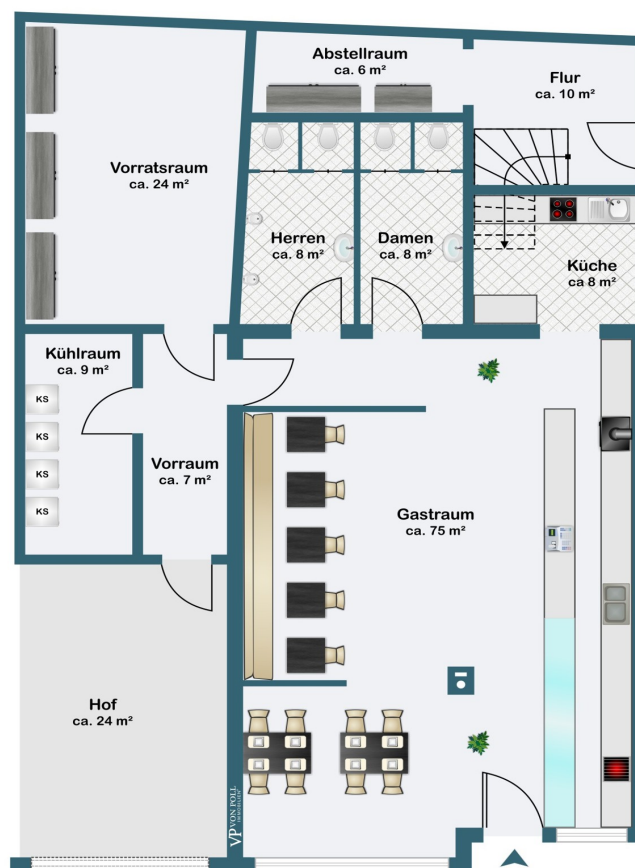 Abstellraum
ca. 6 m²
Flur
ca. 10 m²
Vorratsraum
ca. 24 m²
Herren
ca. 8 m²
Damen
ca. 8 m²
Küche
ca 8 m²
Kühlraum
ca. 9 m²
KS
KS
KS
KS
Vorraum
ca. 7 m²
Gastraum
ca. 75 m²
Hof
ca. 24 m²
VP VON POLL
IMMOBILIEN